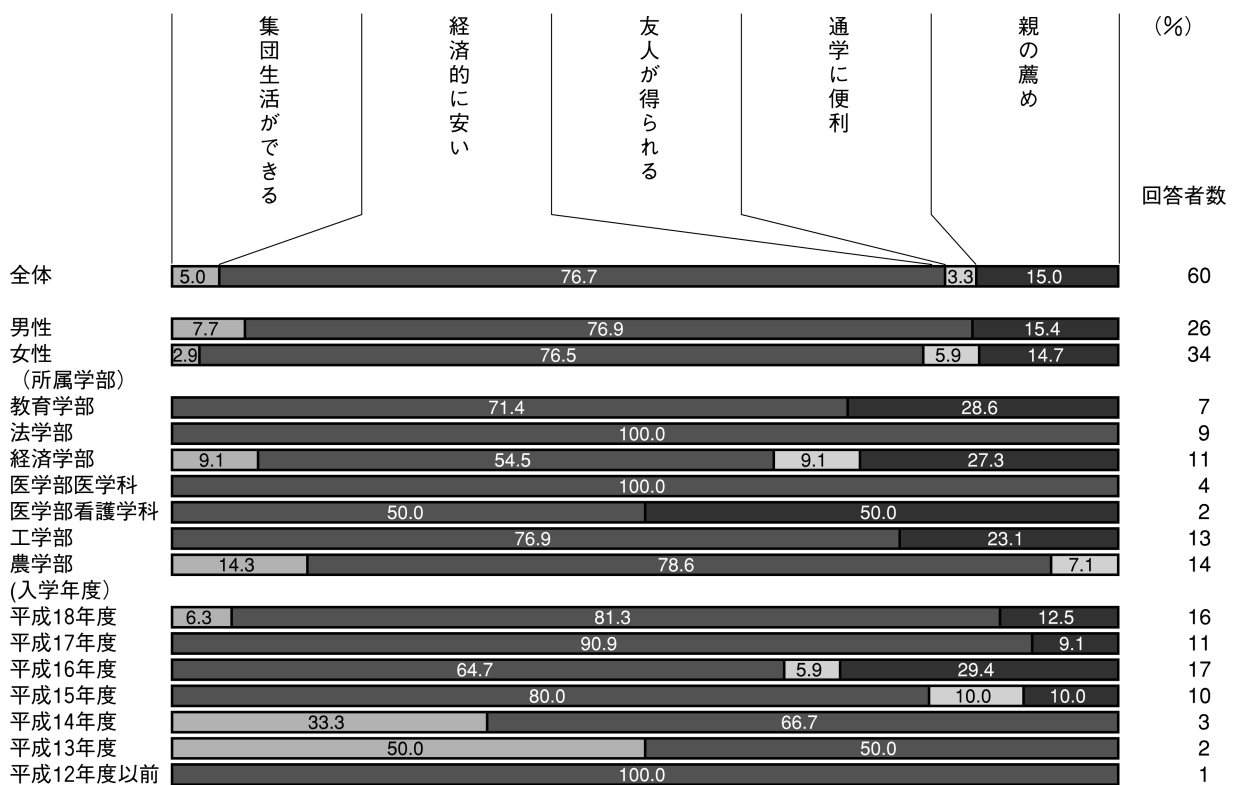 集団生活ができる
経済的に安い
友人が得られる
通学に便利
親の薦め
（％）
回答者数
全体 5.0 76.7 3.3 15.0 60
男性 7.7 76.9 15.4 26
女性 2.9 76.5 5.9 14.7 34
（所属学部）
教育学部 71.4 28.6 7
法学部 100.0 9
経済学部 9.1 54.5 9.1 27.3 11
医学部医学科 100.0 4
医学部看護学科 50.0 50.0 2
工学部 76.9 23.1 13
農学部 14.3 78.6 7.1 14
(入学年度）
平成18年度 6.3 81.3 12.5 16
平成17年度 90.9 9.1 11
平成16年度 64.7 5.9 29.4 17
平成15年度 80.0 10.0 10.0 10
平成14年度 33.3 66.7 3
平成13年度 50.0 50.0 2
平成12年度以前 100.0 1